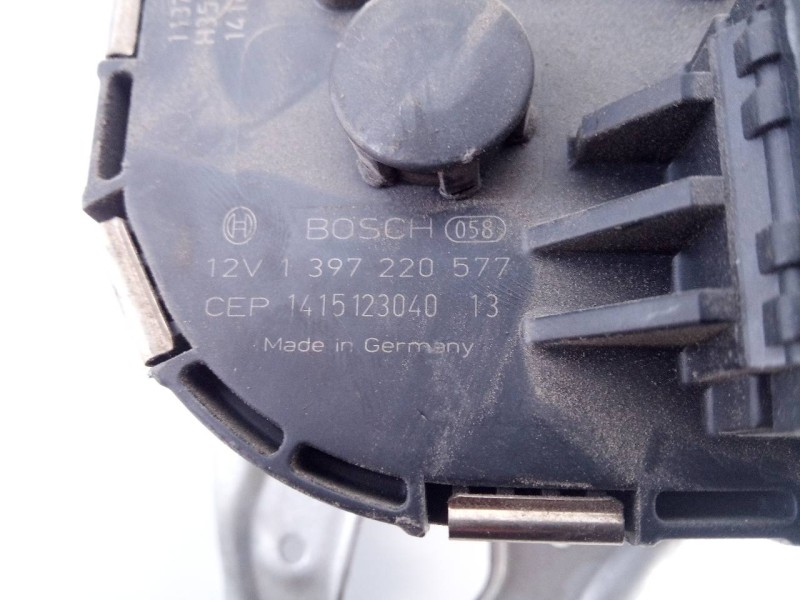 BOSCH 058
12V 1 397 220 577
CEP 1415123040 13
Made in Germany